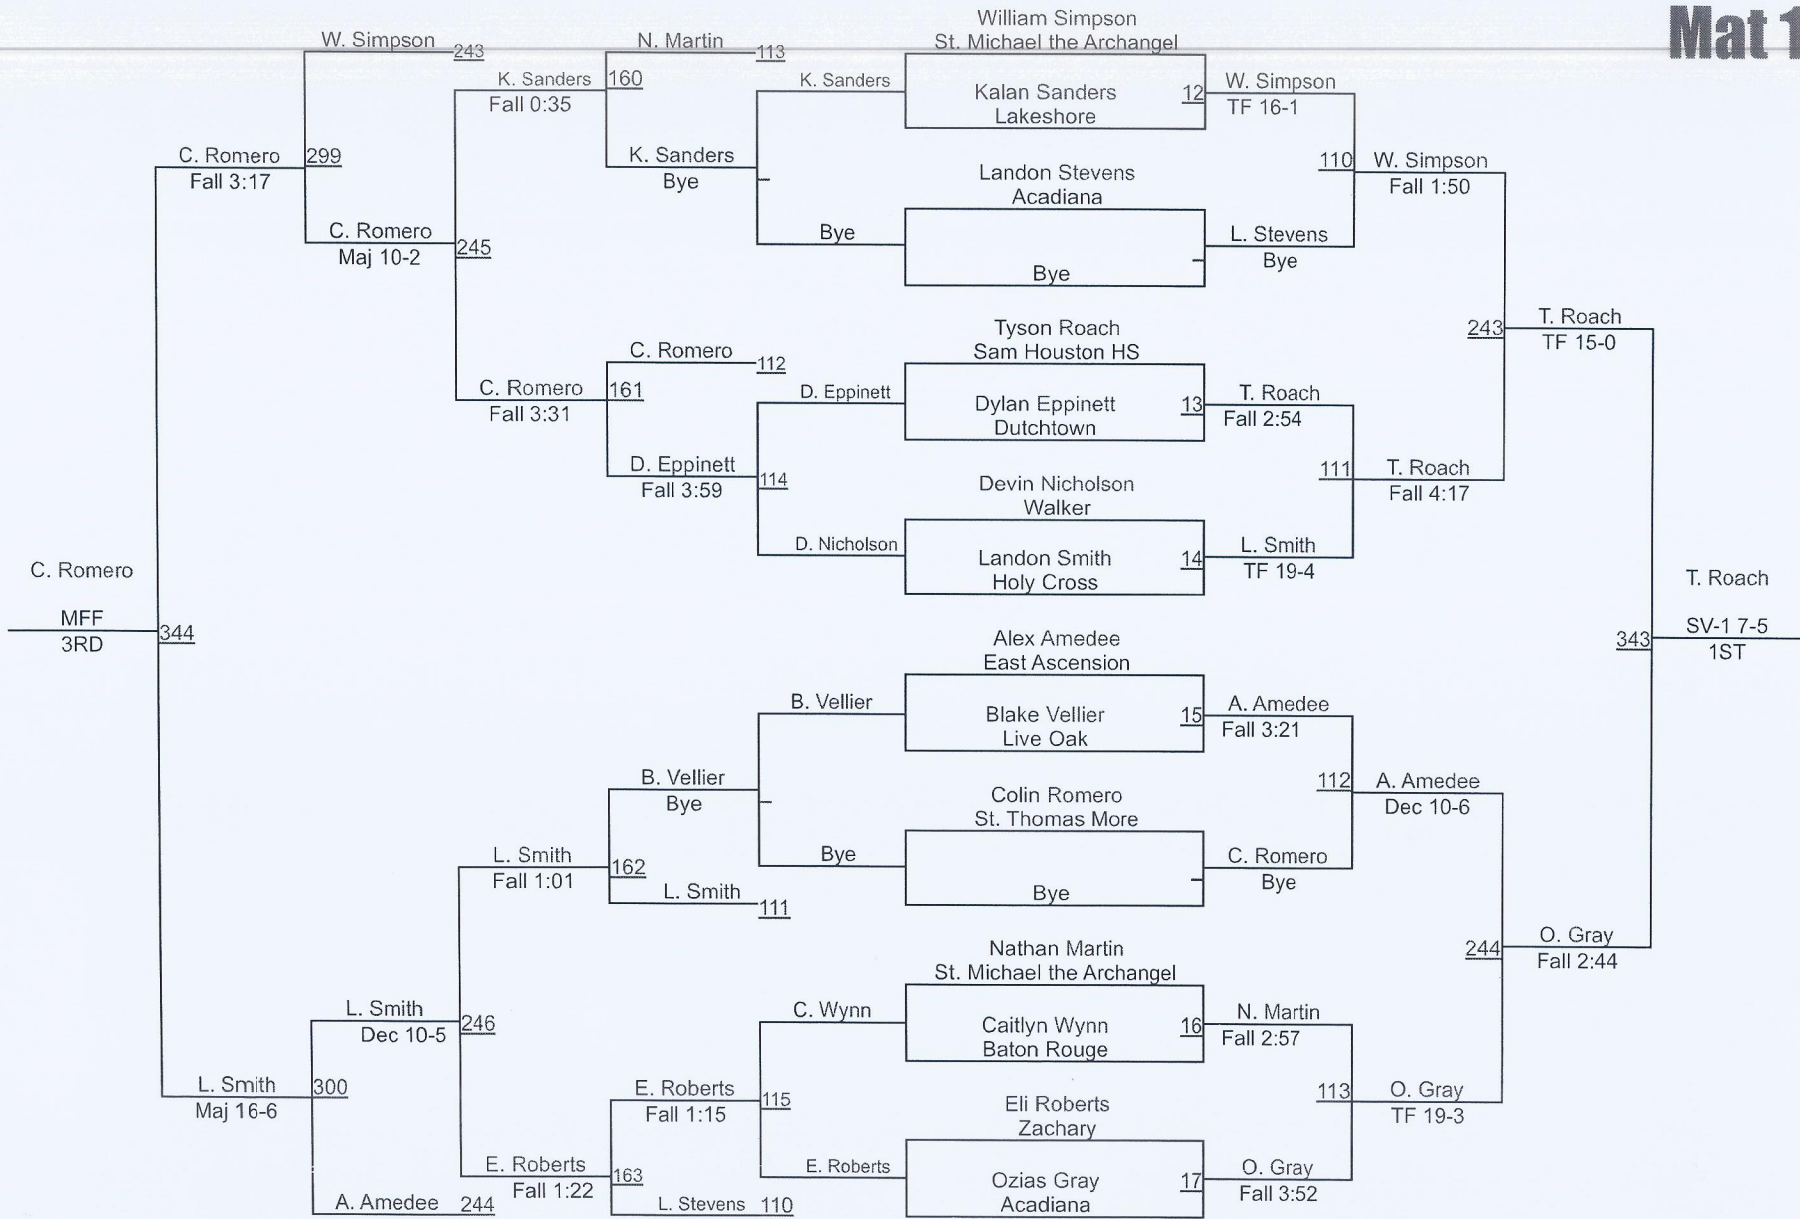 Mat 1
William Simpson
St. Michael the Archangel
W. Simpson
243
N. Martin
113
K. Sanders
Fall 0:35
160
K. Sanders
Kalan Sanders
Lakeshore
12
W. Simpson
TF 16-1
C. Romero
Fall 3:17
299
K. Sanders
Bye
Landon Stevens
Acadiana
110
W. Simpson
Fall 1:50
C. Romero
Maj 10-2
245
Bye
Bye
L. Stevens
Bye
Tyson Roach
Sam Houston HS
243
T. Roach
TF 15-0
C. Romero
112
C. Romero
Fall 3:31
161
D. Eppinett
Dylan Eppinett
Dutchtown
13
T. Roach
Fall 2:54
D. Eppinett
Fall 3:59
114
Devin Nicholson
Walker
111
T. Roach
Fall 4:17
D. Nicholson
Landon Smith
Holy Cross
14
L. Smith
TF 19-4
C. Romero
MFF
3RD
344
T. Roach
SV-1 7-5
1ST
343
Alex Amedee
East Ascension
B. Vellier
Blake Vellier
Live Oak
15
A. Amedee
Fall 3:21
B. Vellier
Bye
Colin Romero
St. Thomas More
112
A. Amedee
Dec 10-6
L. Smith
Fall 1:01
162
Bye
Bye
C. Romero
Bye
L. Smith
111
Nathan Martin
St. Michael the Archangel
244
O. Gray
Fall 2:44
L. Smith
Dec 10-5
246
C. Wynn
Caitlyn Wynn
Baton Rouge
16
N. Martin
Fall 2:57
L. Smith
Maj 16-6
300
E. Roberts
Fall 1:15
115
Eli Roberts
Zachary
113
O. Gray
TF 19-3
E. Roberts
Fall 1:22
163
E. Roberts
Ozias Gray
Acadiana
17
O. Gray
Fall 3:52
A. Amedee
244
L. Stevens
110